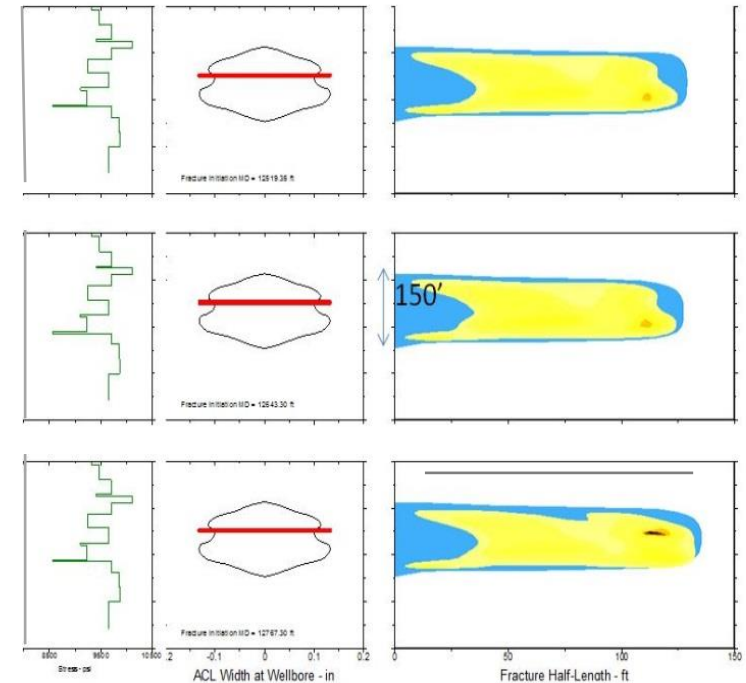 Fracture Initiation MD = 12519.35 ft
150'
Fracture Initiation MD = 12643.30 ft
Fracture Initiation MD = 12767.30 ft
8500 9500 10500
.2 -0.1 0 0.1 0.2
0 50 100 150
Stress - psi
ACL Width at Wellbore - in
Fracture Half-Length - ft